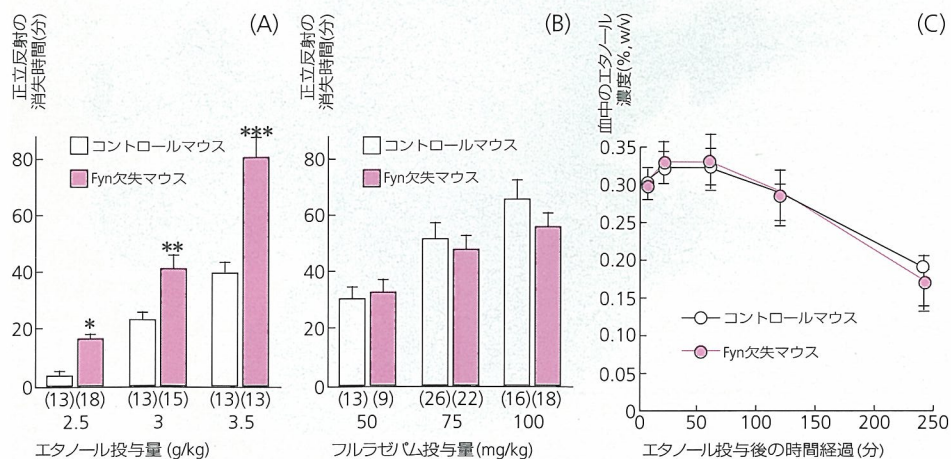 (A)
正立反射の
消失時間(分)
コントロールマウス
Fyn欠失マウス
80
60
40
20
0
*
**
***
(13)(18) (13)(15) (13)(13)
2.5 3 3.5
エタノール投与量(g/kg)
(B)
正立反射の
消失時間(分)
コントロールマウス
Fyn欠失マウス
80
60
40
20
0
(13)(9) (26)(22) (16)(18)
50 75 100
フルラゼパム投与量(mg/kg)
(C)
血中のエタノール
濃度(%,w/v)
0.35
0.30
0.25
0.20
0.15
0.10
0.05
0
コントロールマウス
Fyn欠失マウス
0 50 100 150 200 250
エタノール投与後の時間経過(分)